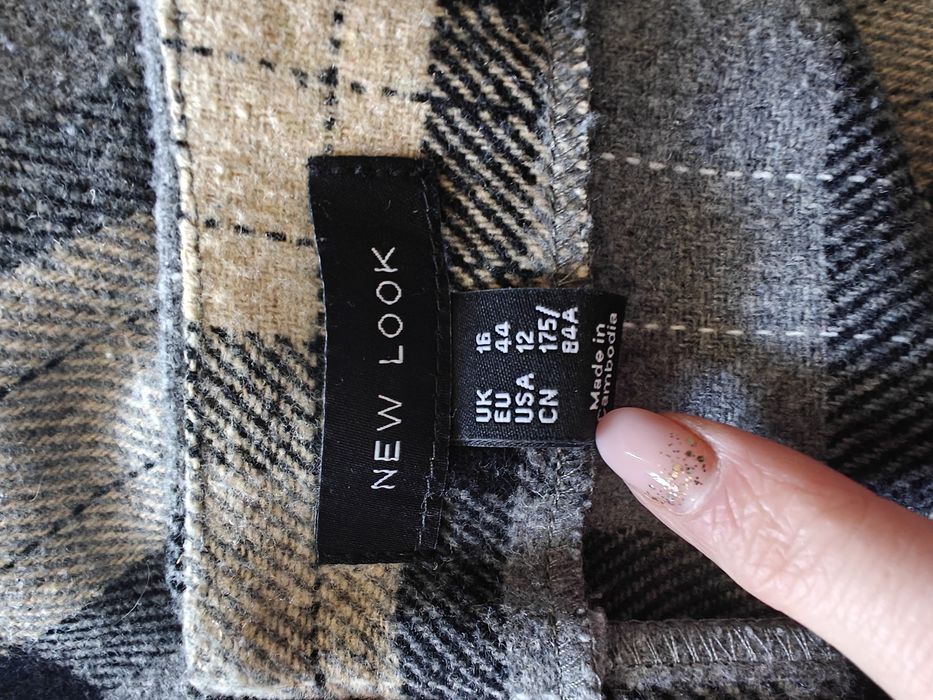 NEW LOOK
UK 16
EU 44
USA 12
CN 175/
84A
Made in
Cambodia